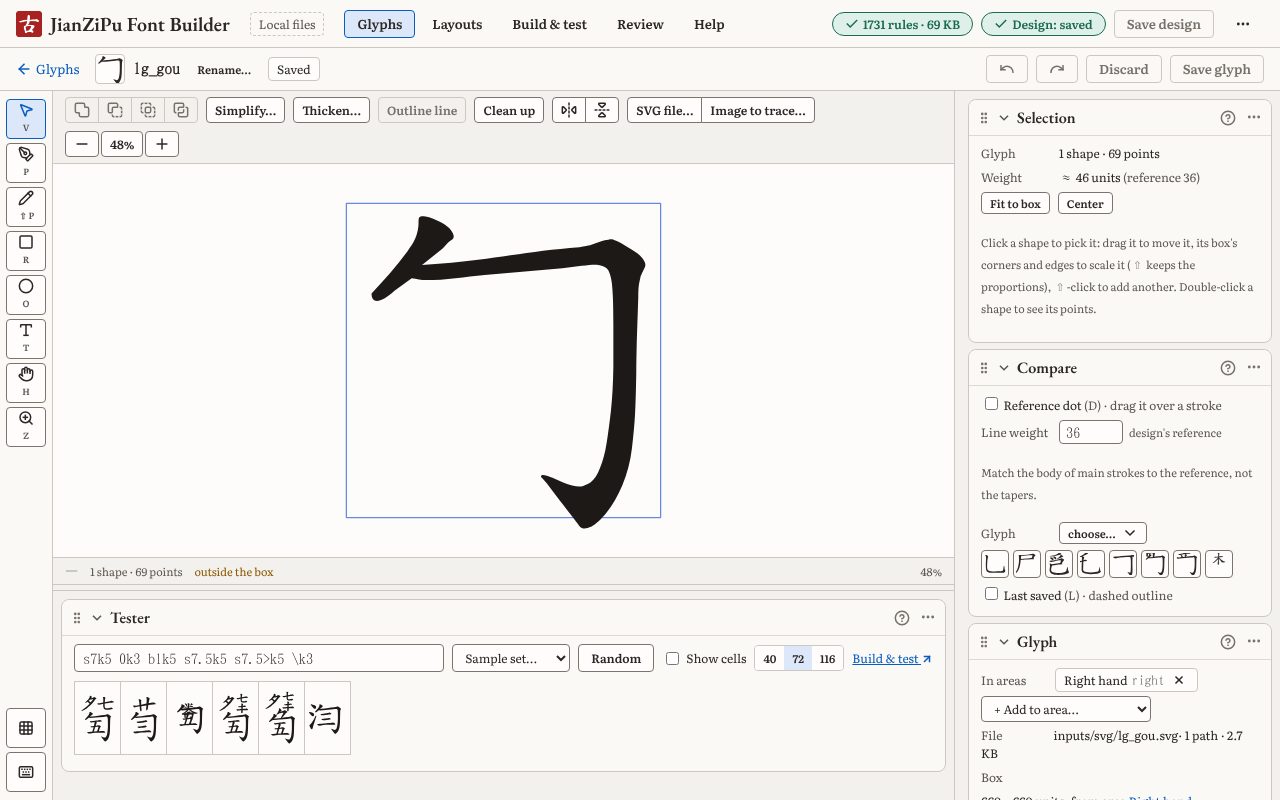 古 JianZiPu Font Builder Local files Glyphs Layouts Build & test Review Help 1731 rules · 69 KB Design: saved Save design
Glyphs lg_gou Rename... Saved Discard Save glyph
V
P
⇧ P
R
O
T
H
Z
Simplify... Thicken... Outline line Clean up SVG file... Image to trace...
48%
1 shape · 69 points outside the box 48%
Tester
s7k5 0k3 b1k5 s7.5k5 s7.5>k5 \k3 Sample set... Random Show cells 40 72 116 Build & test
Selection
Glyph 1 shape · 69 points
Weight ≈ 46 units (reference 36)
Fit to box Center
Click a shape to pick it: drag it to move it, its box's
corners and edges to scale it ( ⇧ keeps the
proportions), ⇧ -click to add another. Double-click a
shape to see its points.
Compare
Reference dot (D) · drag it over a stroke
Line weight 36 design's reference
Match the body of main strokes to the reference, not
the tapers.
Glyph choose...
Last saved (L) · dashed outline
Glyph
In areas Right hand right
+ Add to area...
File inputs/svg/lg_gou.svg · 1 path · 2.7
KB
Box